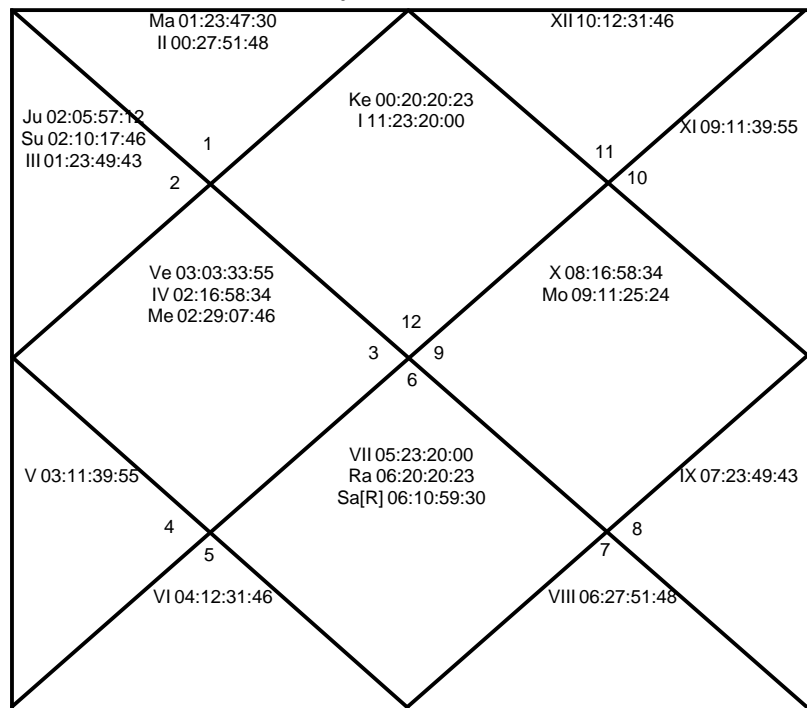 Ma 01:23:47:30
II 00:27:51:48
XII 10:12:31:46
Ke 00:20:20:23
I 11:23:20:00
Ju 02:05:57:12
Su 02:10:17:46
III 01:23:49:43
XI 09:11:39:55
1
11
2
10
Ve 03:03:33:55
IV 02:16:58:34
Me 02:29:07:46
X 08:16:58:34
Mo 09:11:25:24
12
3
9
6
VII 05:23:20:00
Ra 06:20:20:23
Sa[R] 06:10:59:30
V 03:11:39:55
IX 07:23:49:43
4
8
5
7
VI 04:12:31:46
VIII 06:27:51:48